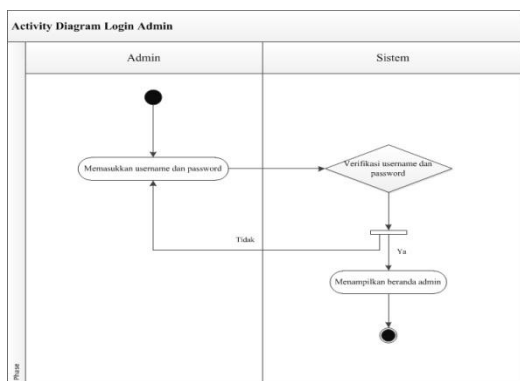 Activity Diagram Login Admin
Admin
Sistem
Memasukkan username dan password
Verifikasi username dan
password
Tidak
Ya
Menampilkan beranda admin
Phase